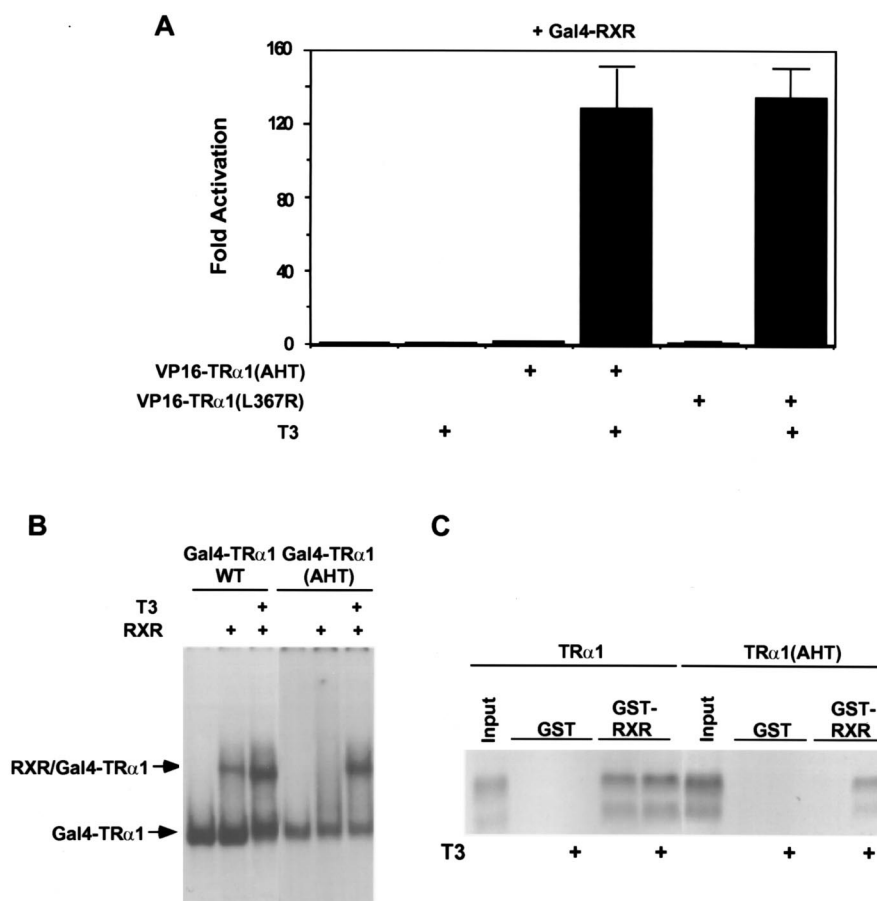 A
+ Gal4-RXR
160
120
80
40
0
Fold Activation
VP16-TRα1(AHT) + +
VP16-TRα1(L367R) + +
T3 + + +
B
Gal4-TRα1 Gal4-TRα1
WT (AHT)
T3 + +
RXR + + + +
RXR/Gal4-TRα1
Gal4-TRα1
C
TRα1 TRα1(AHT)
Input GST GST-RXR Input GST GST-RXR
T3 + + + +